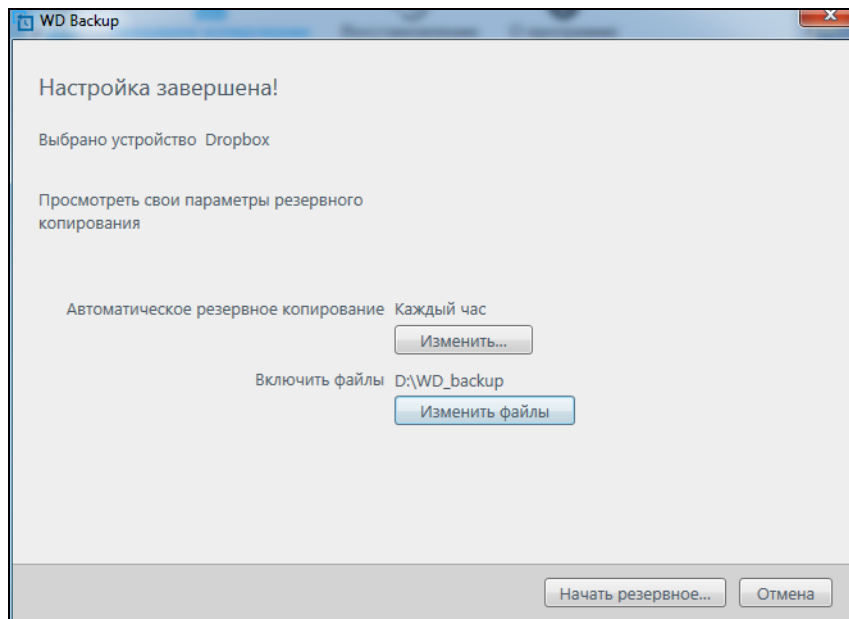 WD Backup
Настройка завершена!
Выбрано устройство Dropbox
Просмотреть свои параметры резервного
копирования
Автоматическое резервное копирование Каждый час
Изменить...
Включить файлы D:\WD_backup
Изменить файлы
Начать резервное... Отмена